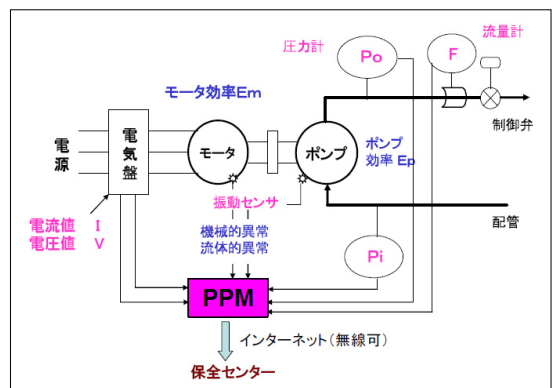 圧力計
流量計
Po
F
モータ効率Em
制御弁
電源
電気盤
モータ
ポンプ
ポンプ
効率 Ep
振動センサ
電流値 I
電圧値 V
機械的異常
流体的異常
配管
Pi
PPM
インターネット(無線可)
保全センター